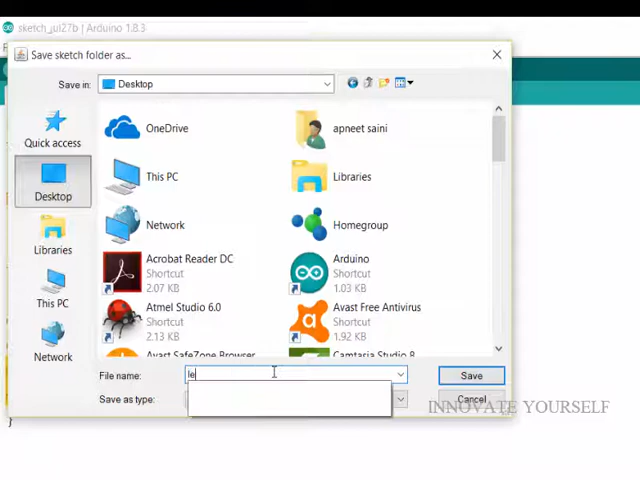 sketch_jul27b | Arduino 1.8.3
Save sketch folder as...
Save in:
Desktop
Quick access
Desktop
Libraries
This PC
Network
OneDrive
apneet saini
This PC
Libraries
Network
Homegroup
Acrobat Reader DC
Shortcut
2.07 KB
Arduino
Shortcut
1.03 KB
Atmel Studio 6.0
Shortcut
2.13 KB
Avast Free Antivirus
Shortcut
1.92 KB
Avast SafeZone Browser
Camtasia Studio 8
File name:
le
Save
Save as type:
Cancel
INNOVATE YOURSELF
}